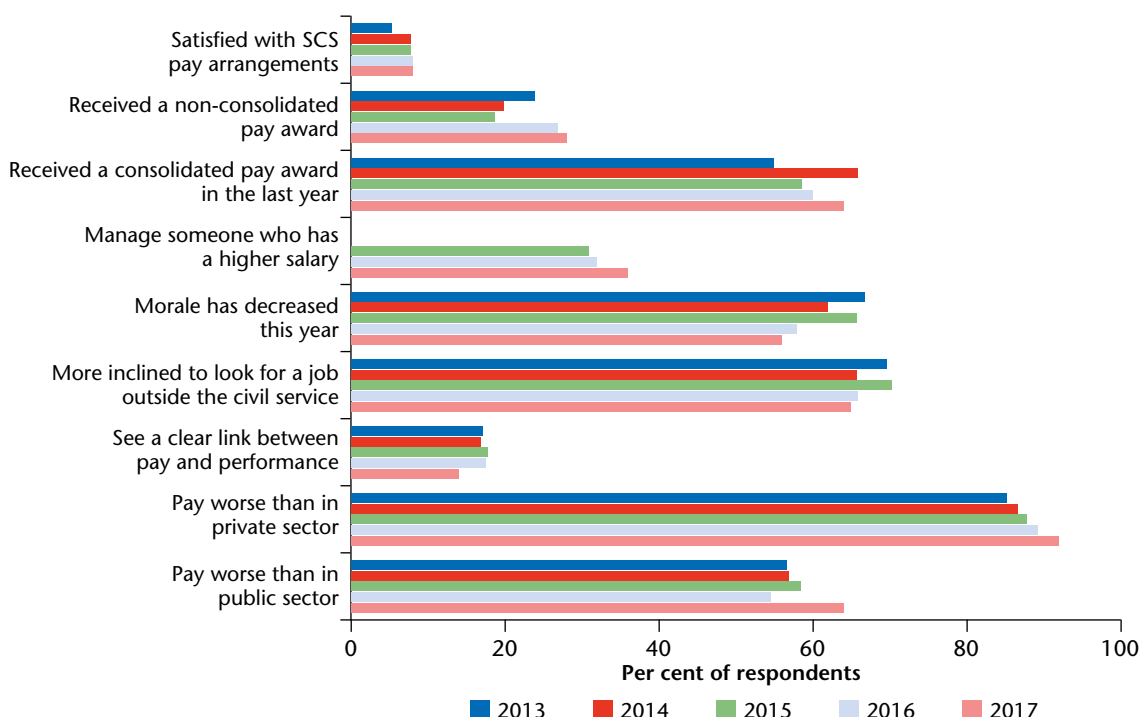 Satisfied with SCS
pay arrangements
Received a non-consolidated
pay award
Received a consolidated pay award
in the last year
Manage someone who has
a higher salary
Morale has decreased
this year
More inclined to look for a job
outside the civil service
See a clear link between
pay and performance
Pay worse than in
private sector
Pay worse than in
public sector
0 20 40 60 80 100
Per cent of respondents
2013 2014 2015 2016 2017